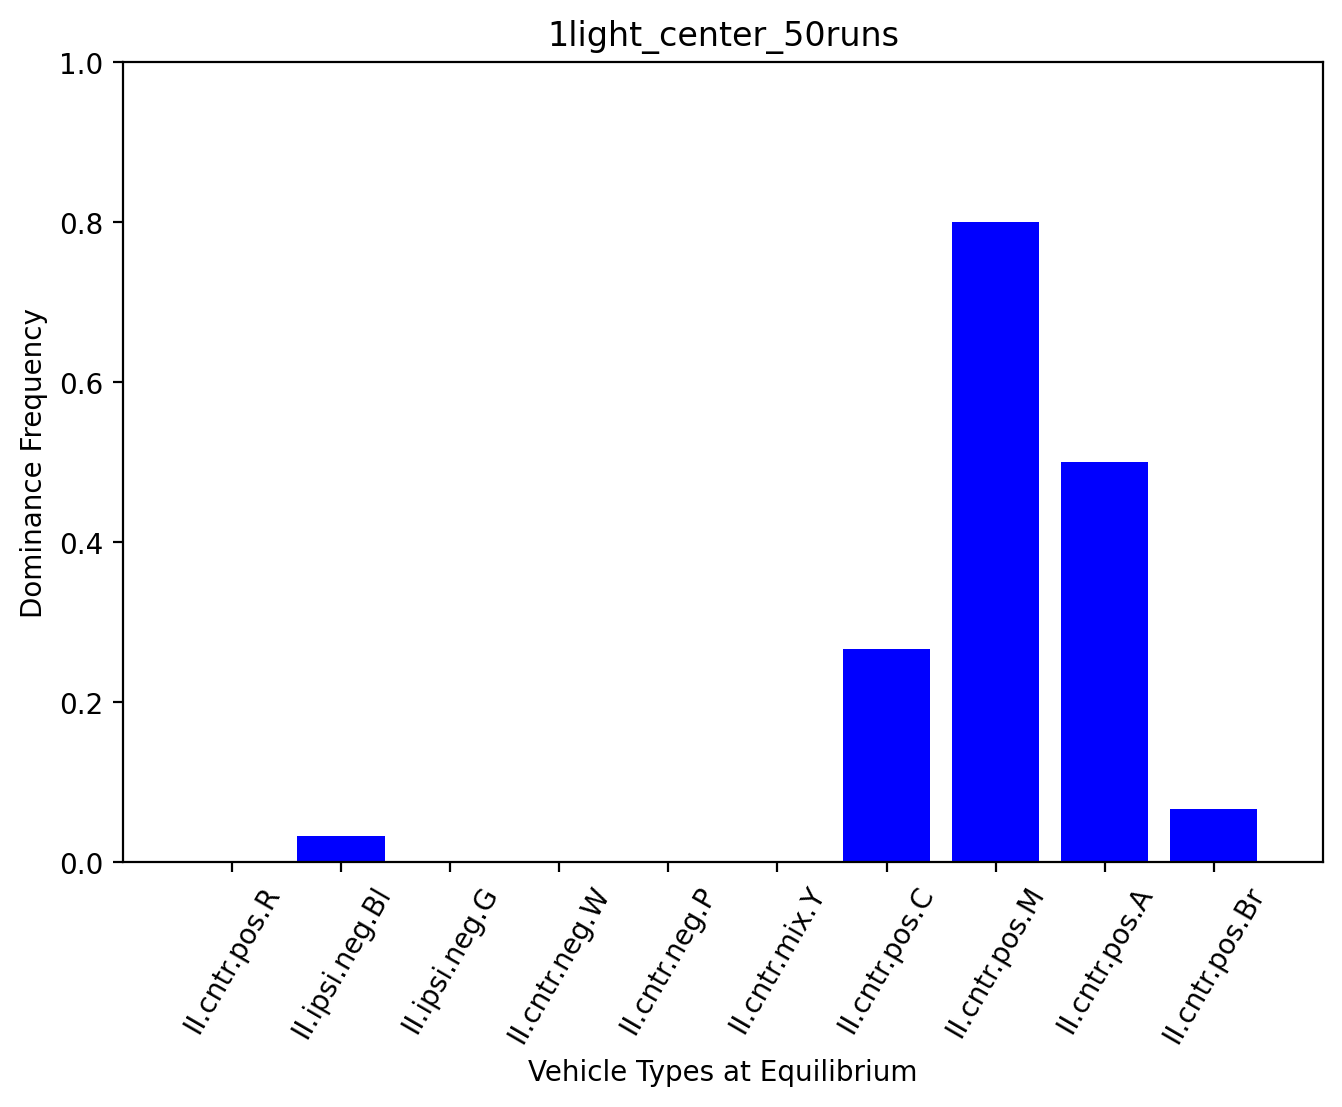 1light_center_50runs
Dominance Frequency
1.0
0.8
0.6
0.4
0.2
0.0
II.cntr.pos.R
II.ipsi.neg.Bl
II.ipsi.neg.G
II.cntr.neg.W
II.cntr.neg.P
II.cntr.mix.Y
II.cntr.pos.C
II.cntr.pos.M
II.cntr.pos.A
II.cntr.pos.Br
Vehicle Types at Equilibrium